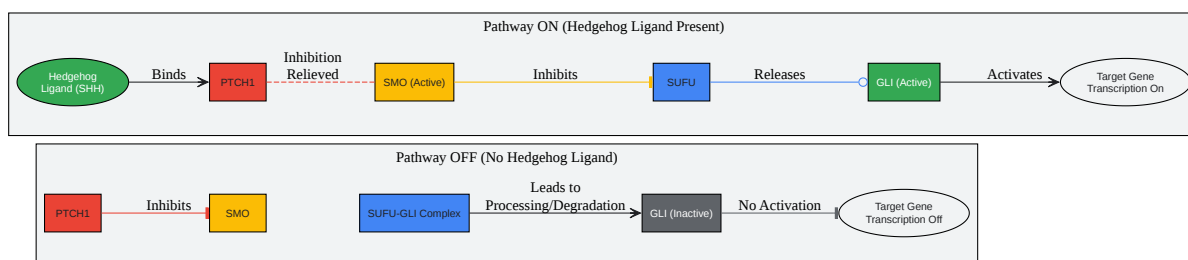 Pathway ON (Hedgehog Ligand Present)
Hedgehog
Ligand (SHH)
Binds
PTCH1
Inhibition
Relieved
SMO (Active)
Inhibits
SUFU
Releases
GLI (Active)
Activates
Target Gene
Transcription On
Pathway OFF (No Hedgehog Ligand)
PTCH1
Inhibits
SMO
SUFU-GLI Complex
Leads to
Processing/Degradation
GLI (Inactive)
No Activation
Target Gene
Transcription Off